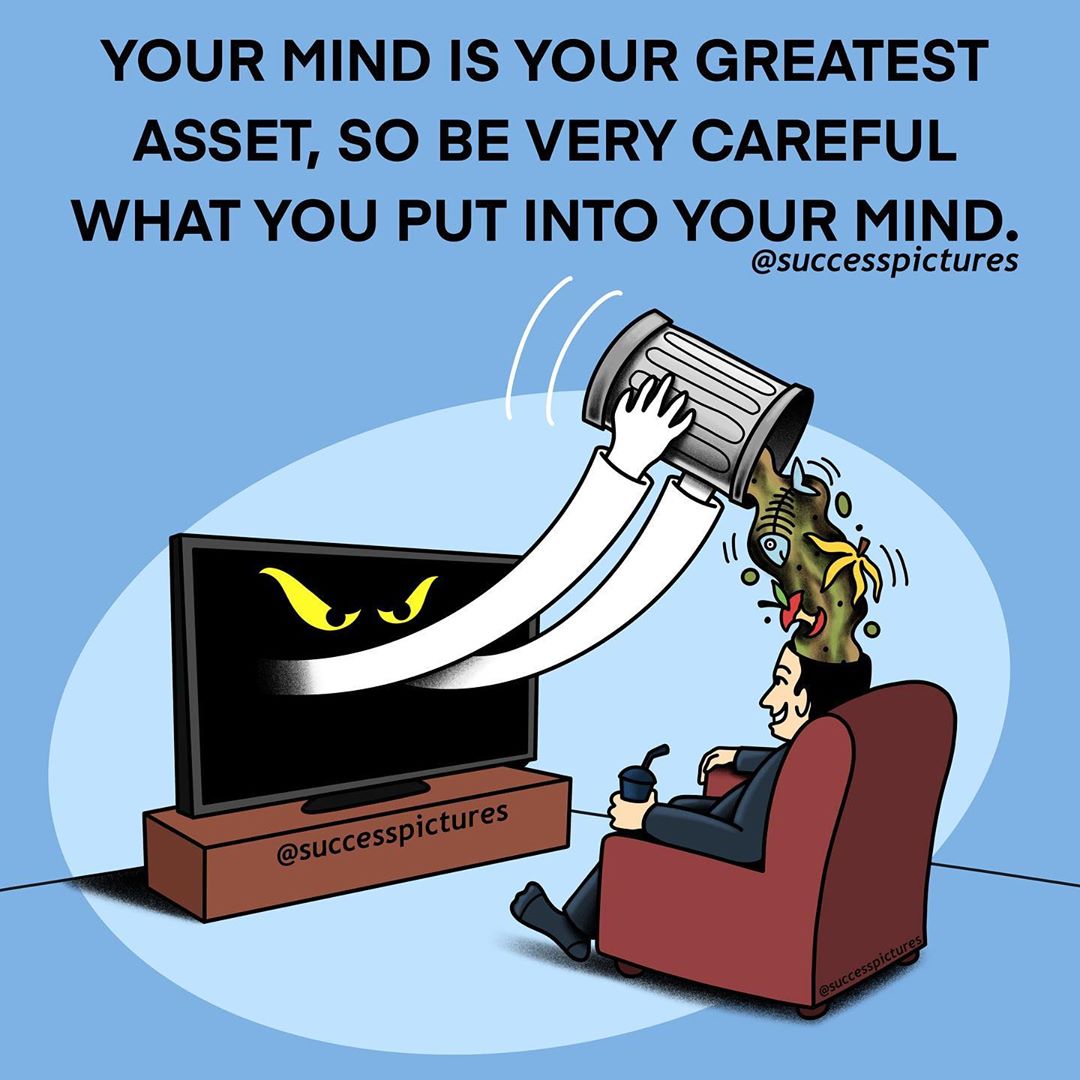 YOUR MIND IS YOUR GREATEST
ASSET, SO BE VERY CAREFUL
WHAT YOU PUT INTO YOUR MIND.
@successpictures
@successpictures
@successpictures